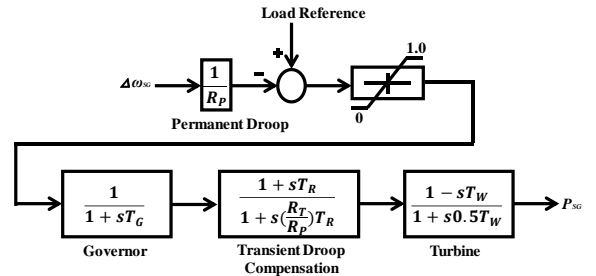 Load Reference
+
1.0
Δω_SG
1
R_P
−
0
Permanent Droop
1
1 + sT_G
1 + sT_R
1 + s(R_T/R_P)T_R
1 − sT_W
1 + s0.5T_W
P_SG
Governor
Transient Droop
Compensation
Turbine